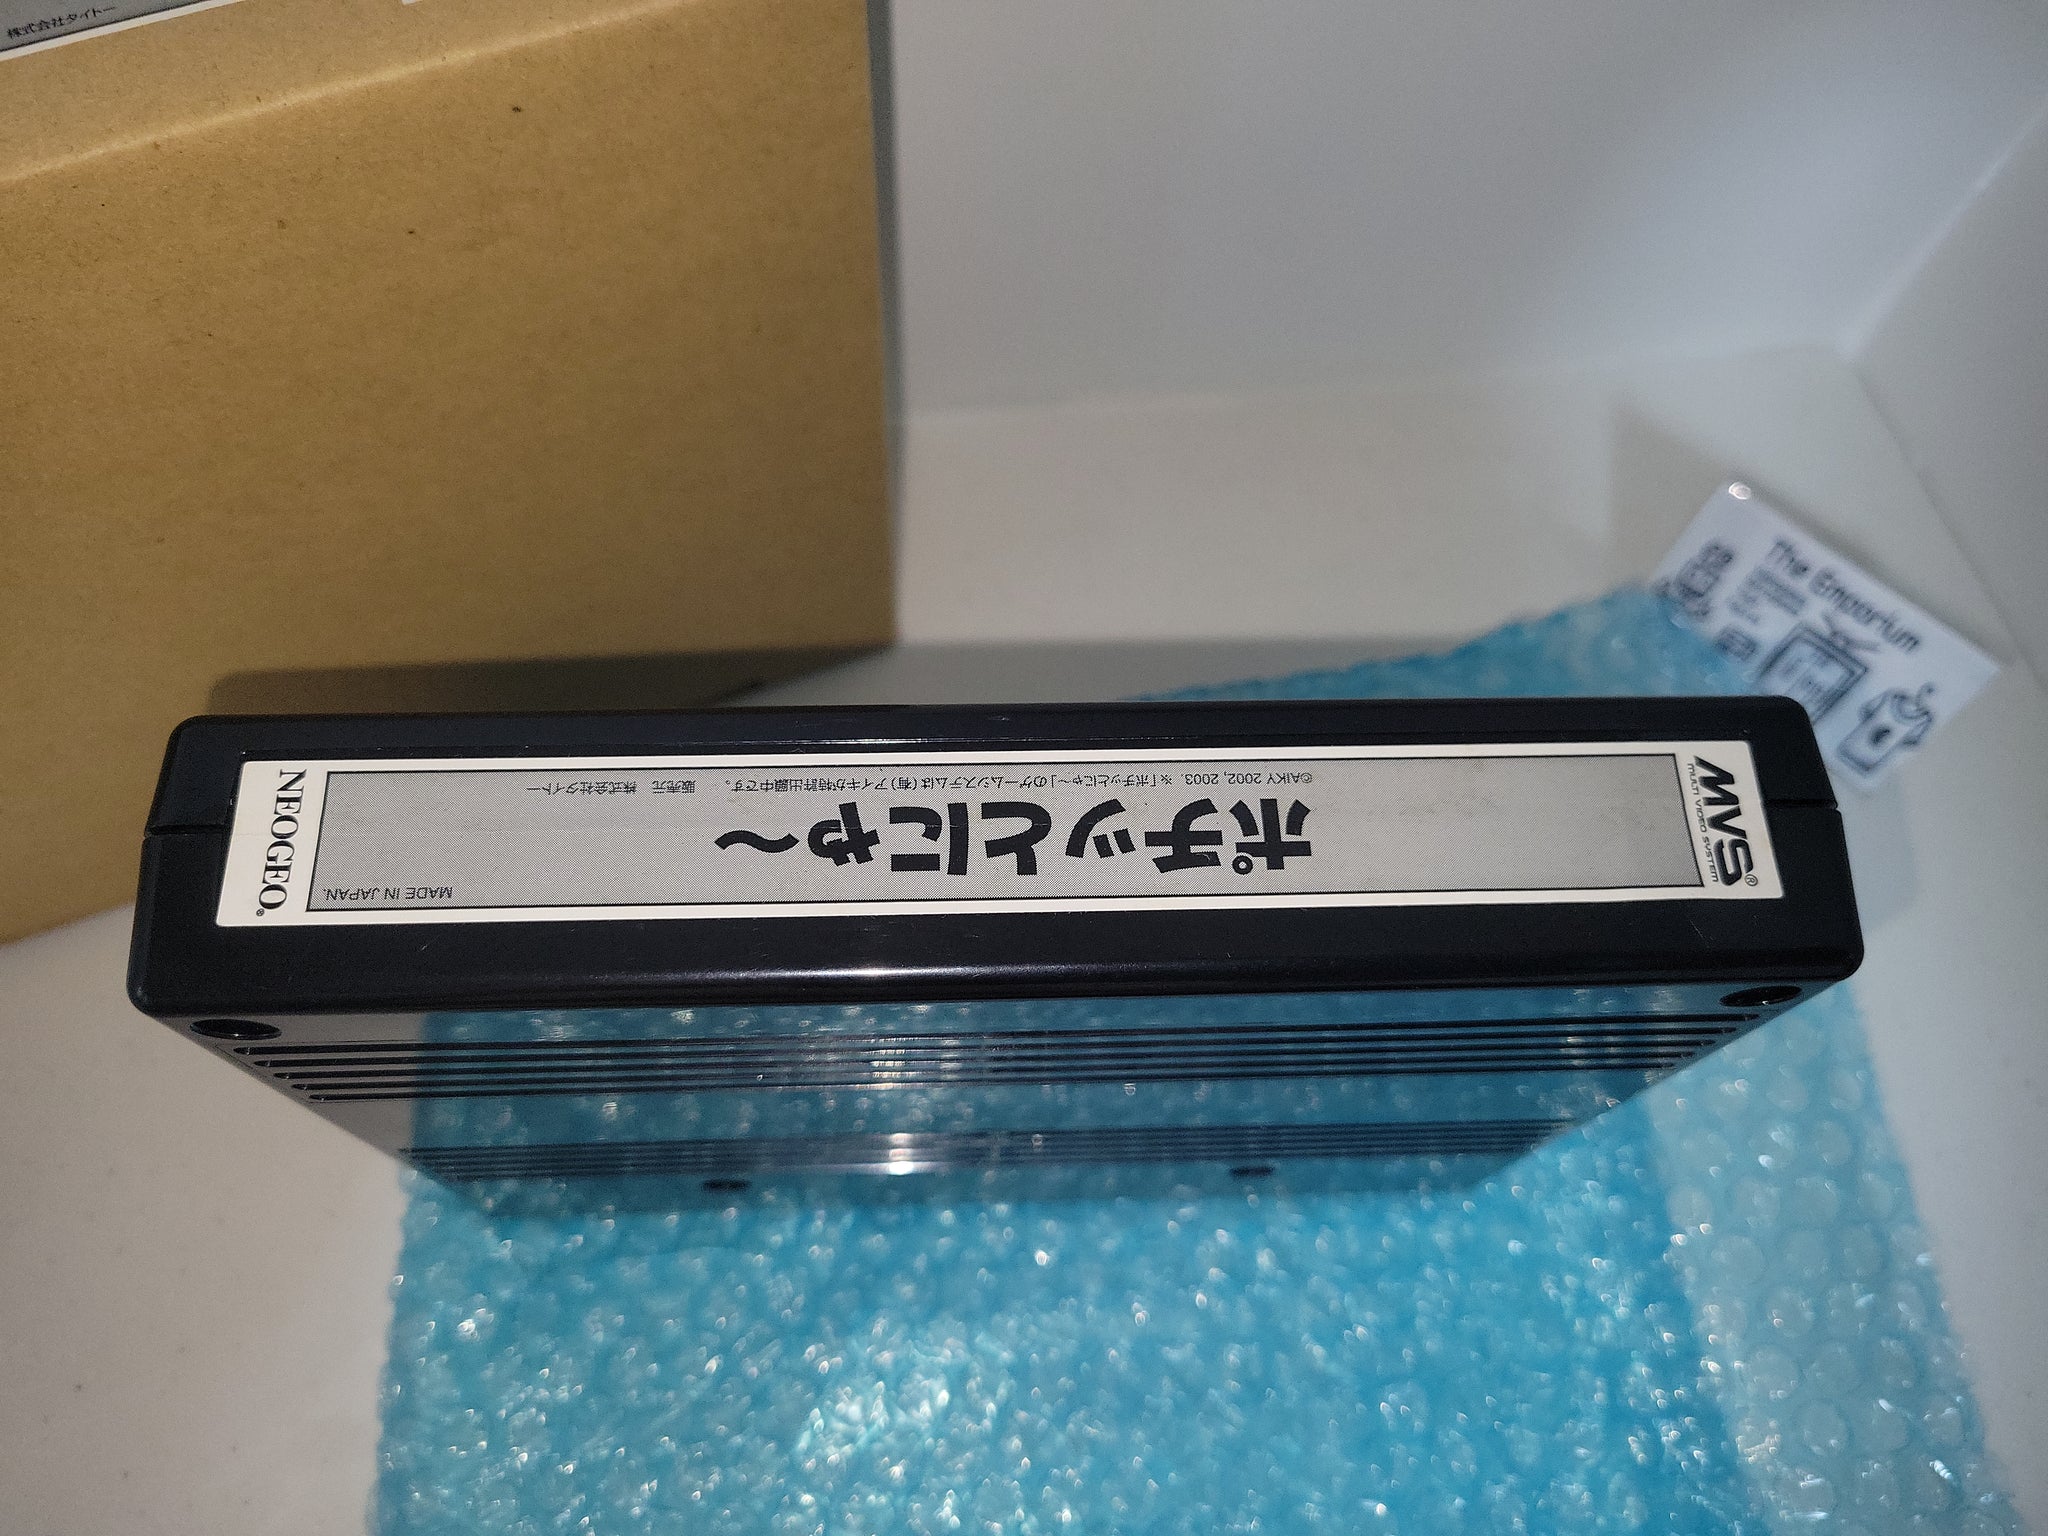 株式会社タイトー
The Emporium
MVS®
MULTI VIDEO SYSTEM
ポチッとにゃ～
©AIKY 2002, 2003. ※「ポチッとにゃ～」のゲームシステムは(有)アイキが特許出願中です。 販売元 株式会社タイトー
MADE IN JAPAN.
NEOGEO®